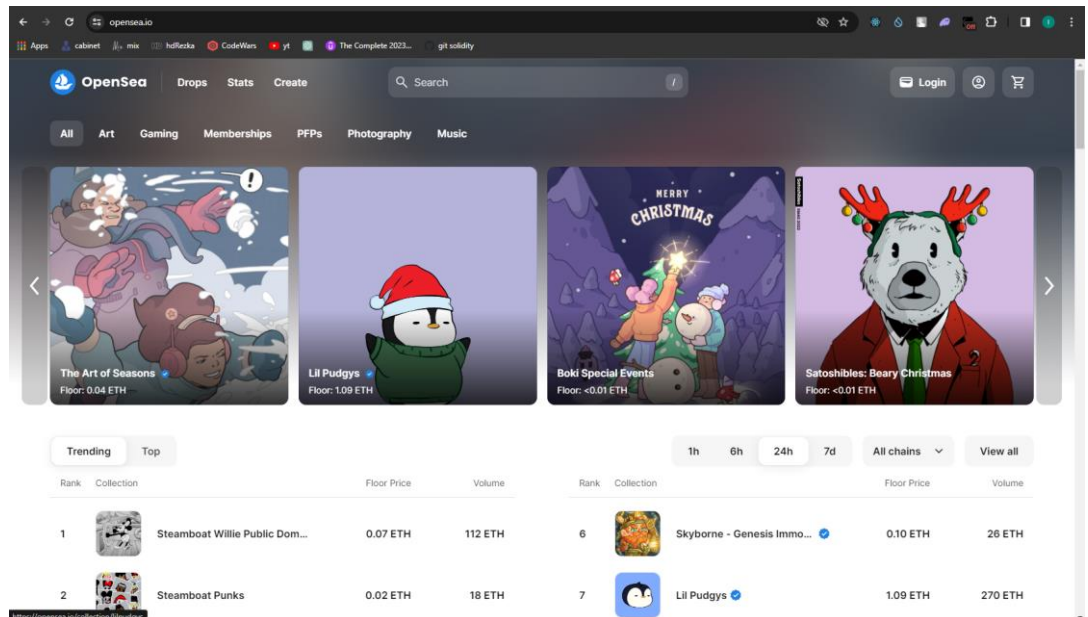 opensea.io
Apps cabinet mix hdRezka CodeWars yt The Complete 2023... git solidity
OpenSea Drops Stats Create Search / Login
All Art Gaming Memberships PFPs Photography Music
!
MERRY
CHRISTMAS
The Art of Seasons
Floor: 0.04 ETH
Lil Pudgys
Floor: 1.09 ETH
Boki Special Events
Floor: <0.01 ETH
Satoshibles: Beary Christmas
Floor: <0.01 ETH
Trending Top 1h 6h 24h 7d All chains View all
Rank Collection Floor Price Volume Rank Collection Floor Price Volume
1 Steamboat Willie Public Dom... 0.07 ETH 112 ETH 6 Skyborne - Genesis Immo... 0.10 ETH 26 ETH
2 Steamboat Punks 0.02 ETH 18 ETH 7 Lil Pudgys 1.09 ETH 270 ETH
https://opensea.io/collection/lilpudgys